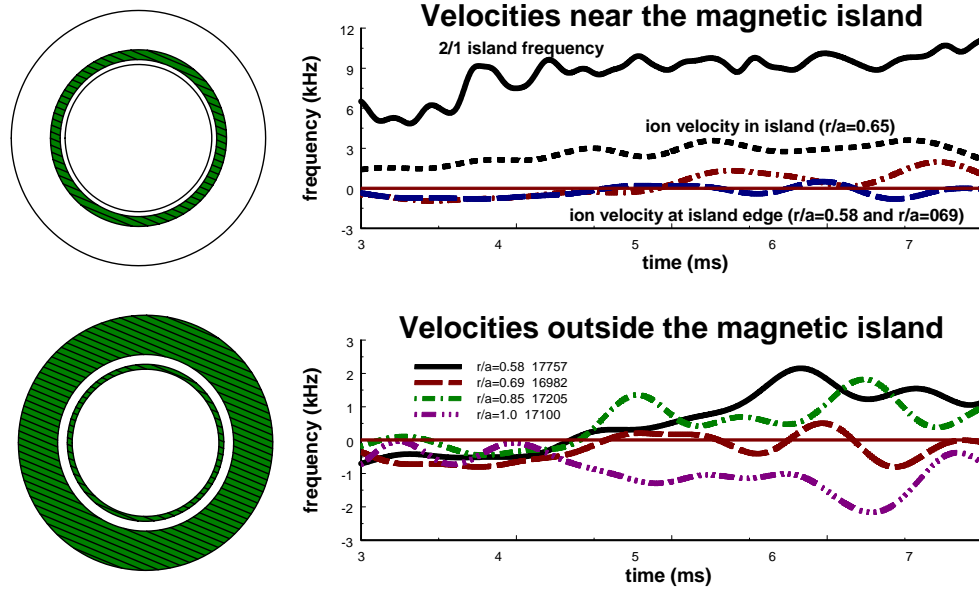 Velocities near the magnetic island
frequency (kHz)
12
9
6
3
0
-3
2/1 island frequency
ion velocity in island (r/a=0.65)
ion velocity at island edge (r/a=0.58 and r/a=069)
3 4 5 6 7
time (ms)
Velocities outside the magnetic island
frequency (kHz)
3
2
1
0
-1
-2
-3
r/a=0.58 17757
r/a=0.69 16982
r/a=0.85 17205
r/a=1.0 17100
3 4 5 6 7
time (ms)